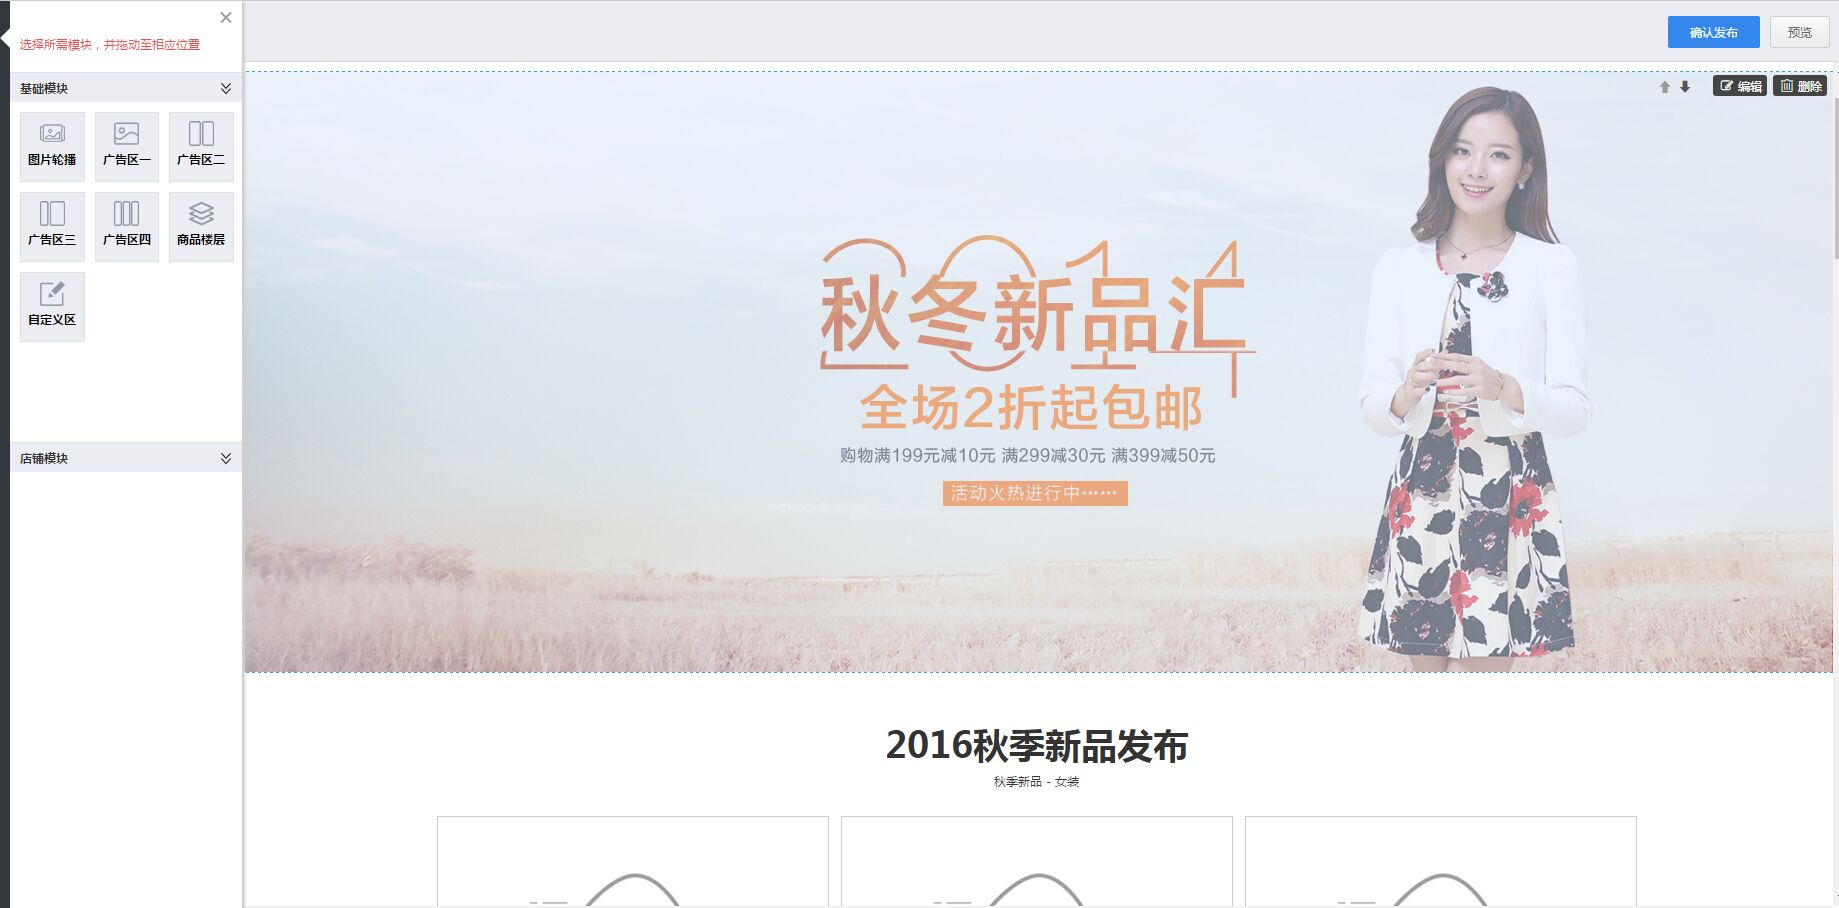 选择所需模块，并拖动至相应位置
基础模块
图片轮播
广告区一
广告区二
广告区三
广告区四
商品楼层
自定义区
店铺模块
确认发布
预览
编辑
删除
2014
秋冬新品汇
全场2折起包邮
购物满199元减10元 满299减30元 满399减50元
活动火热进行中……
2016秋季新品发布
秋季新品 - 女装